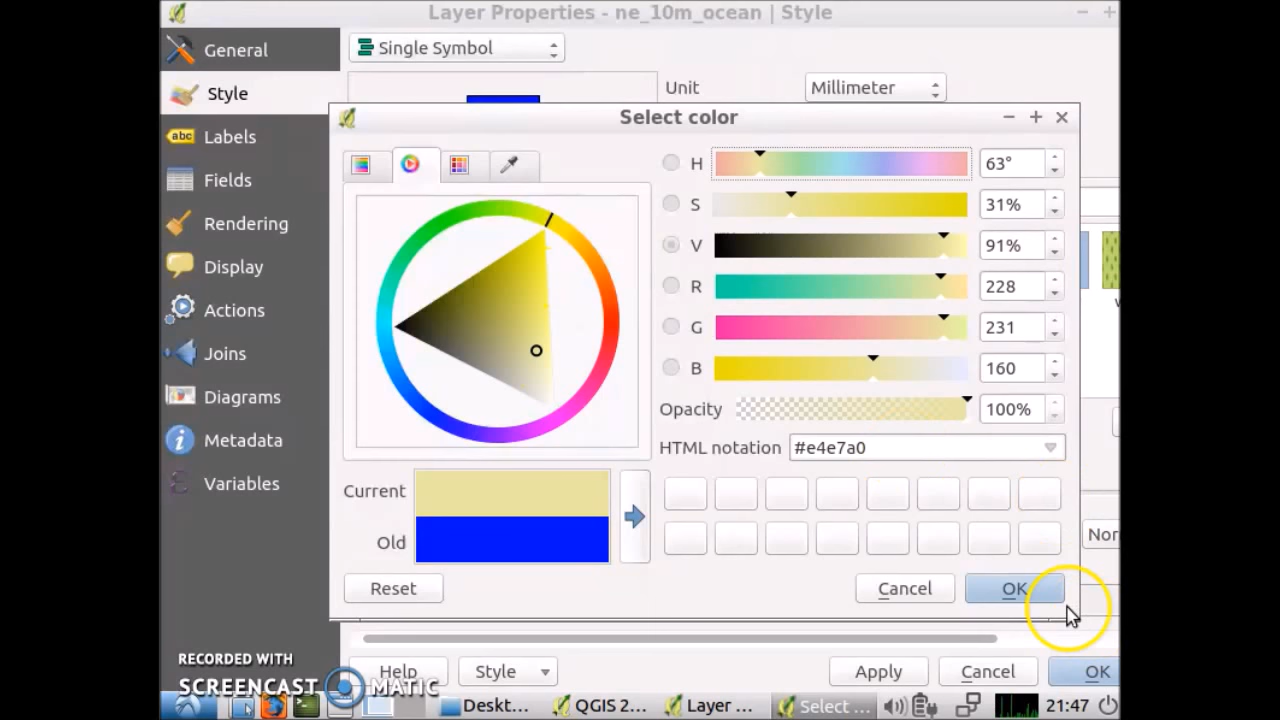 Layer Properties - ne_10m_ocean | Style
General
Style
Labels
Fields
Rendering
Display
Actions
Joins
Diagrams
Metadata
Variables
abc
Single Symbol
Unit
Millimeter
Select color
H 63°
S 31%
V 91%
R 228
G 231
B 160
Opacity 100%
HTML notation #e4e7a0
Current
Old
Reset
Cancel
OK
Nor
Help
Style
Apply
Cancel
OK
RECORDED WITH
SCREENCAST MATIC
Deskt...
QGIS 2...
Layer ...
Select ...
21:47